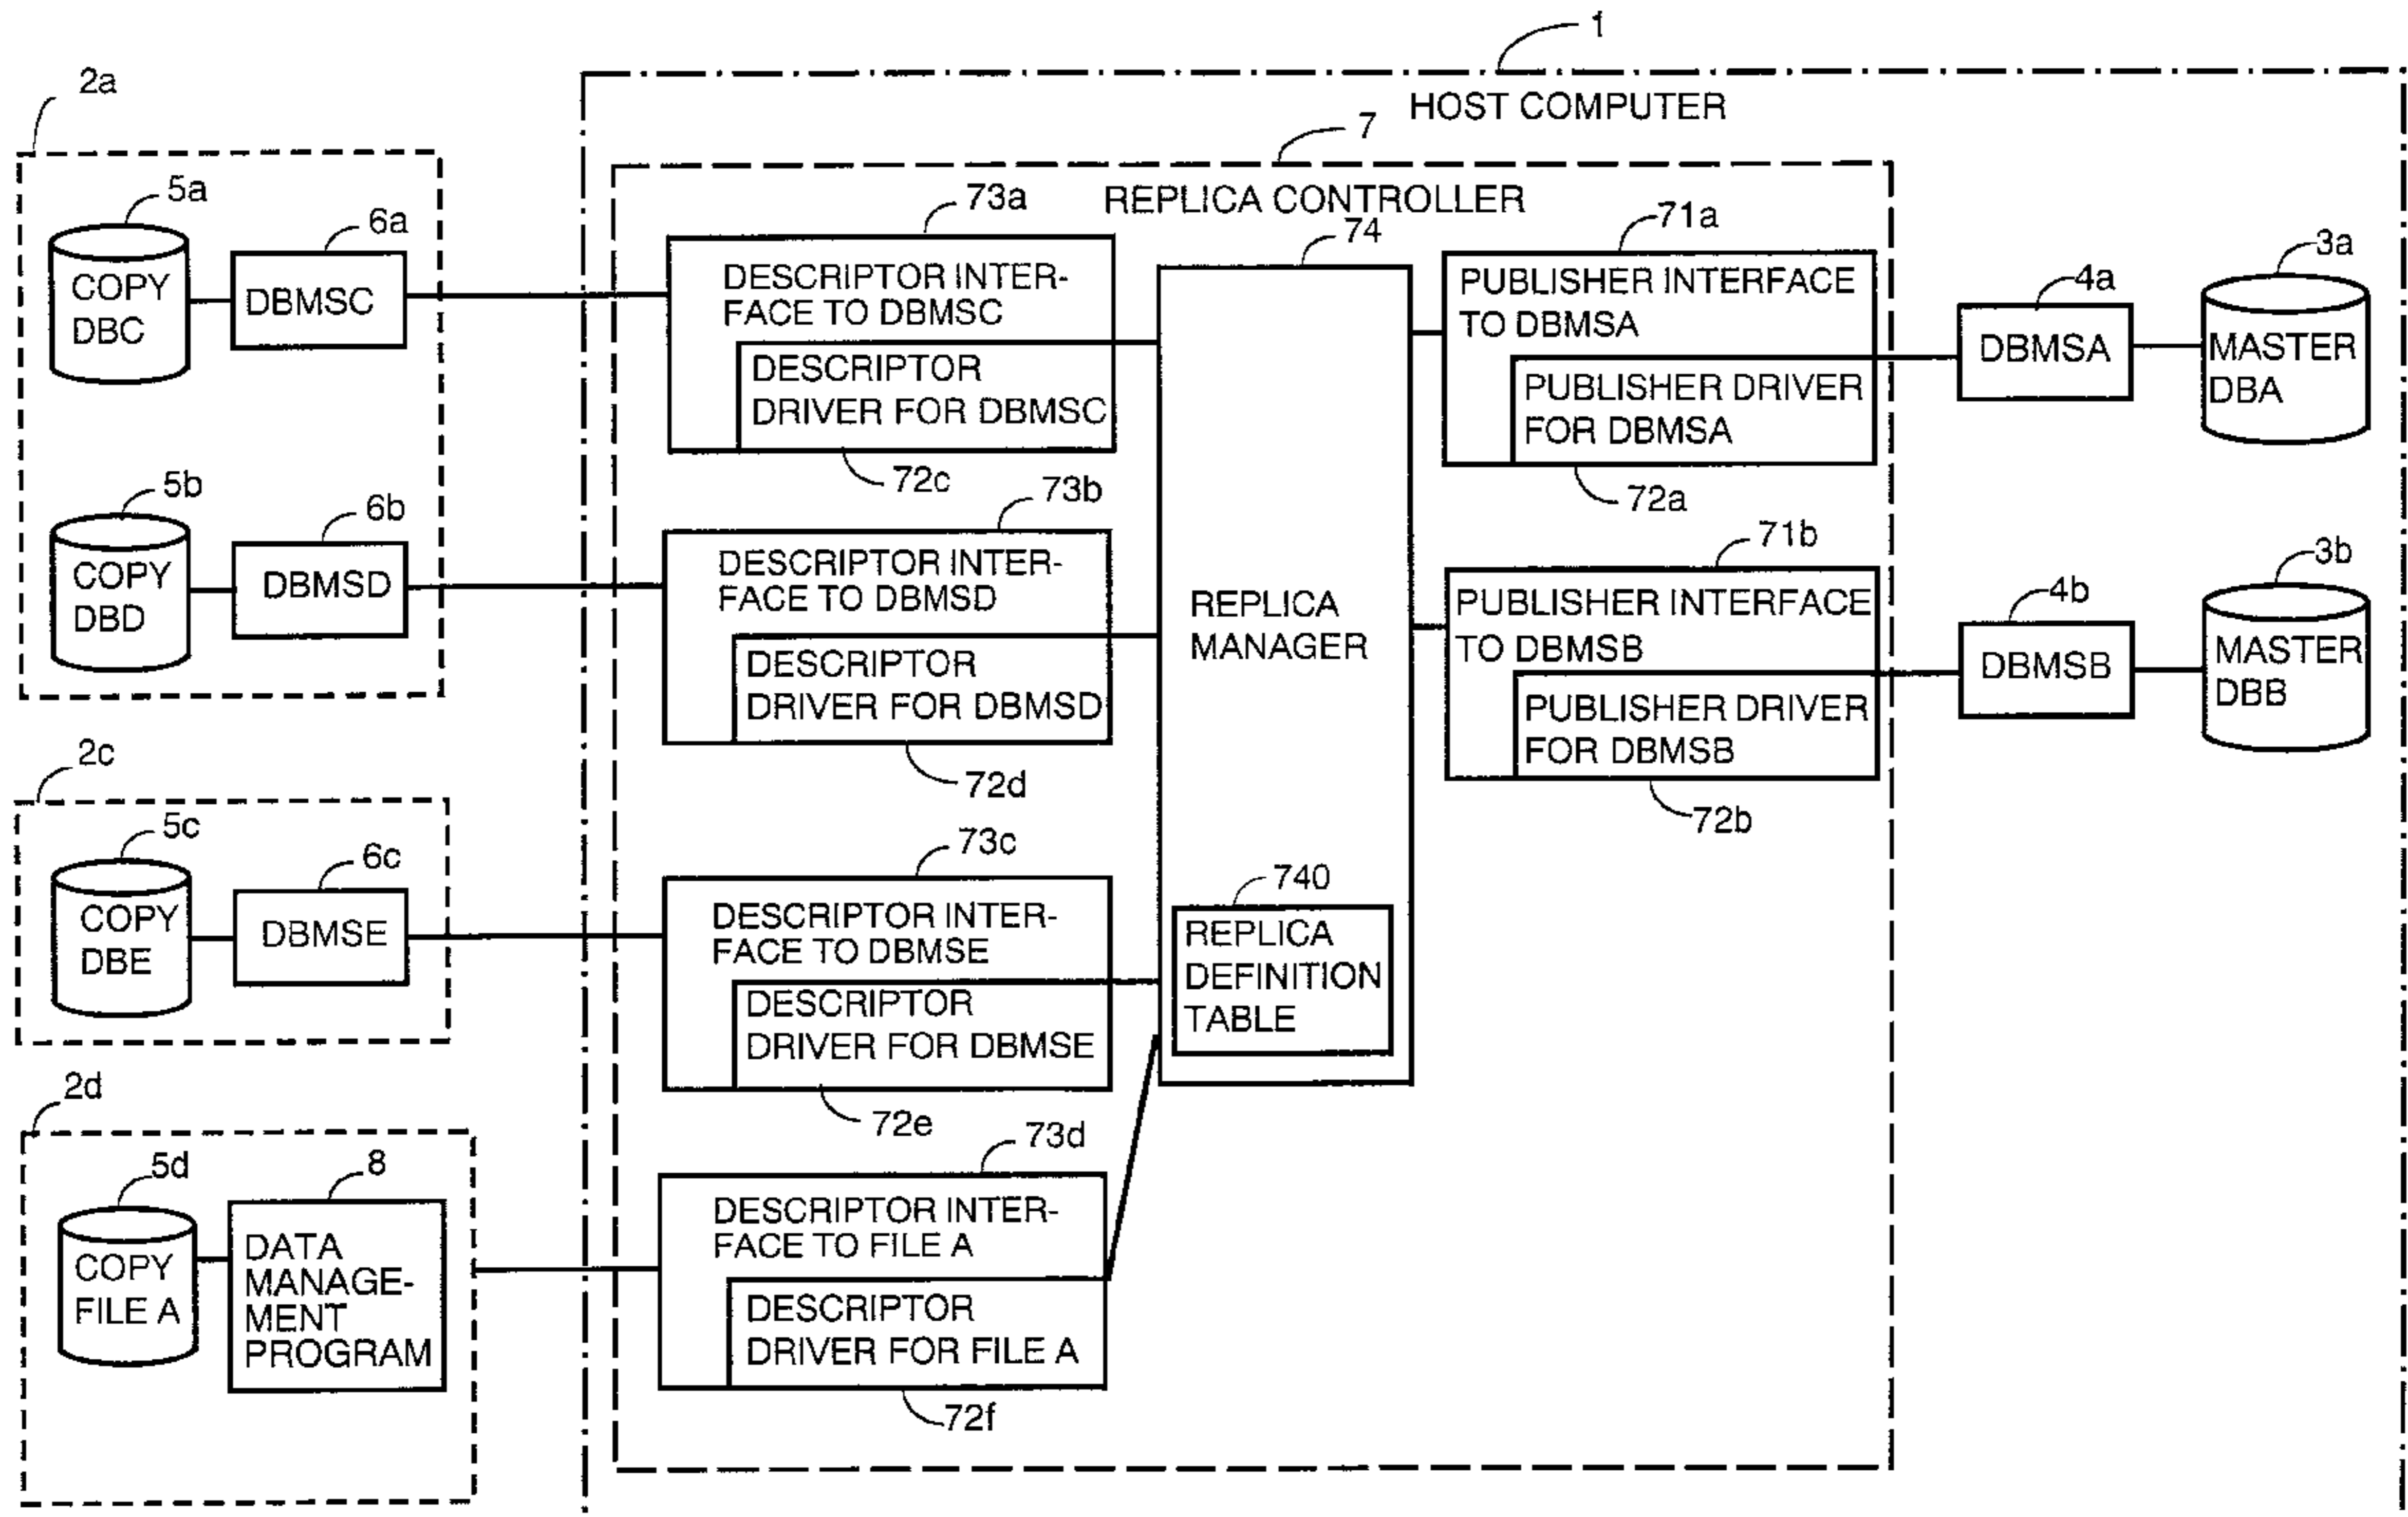 1
HOST COMPUTER
7
REPLICA CONTROLLER
2a
5a
COPY
DBC
6a
DBMSC
5b
COPY
DBD
6b
DBMSD
2c
5c
COPY
DBE
6c
DBMSE
2d
5d
COPY
FILE A
8
DATA
MANAGE-
MENT
PROGRAM
73a
DESCRIPTOR INTER-
FACE TO DBMSC
DESCRIPTOR
DRIVER FOR DBMSC
72c
73b
DESCRIPTOR INTER-
FACE TO DBMSD
DESCRIPTOR
DRIVER FOR DBMSD
72d
73c
DESCRIPTOR INTER-
FACE TO DBMSE
DESCRIPTOR
DRIVER FOR DBMSE
72e
73d
DESCRIPTOR INTER-
FACE TO FILE A
DESCRIPTOR
DRIVER FOR FILE A
72f
74
REPLICA
MANAGER
740
REPLICA
DEFINITION
TABLE
71a
PUBLISHER INTERFACE
TO DBMSA
PUBLISHER DRIVER
FOR DBMSA
72a
71b
PUBLISHER INTERFACE
TO DBMSB
PUBLISHER DRIVER
FOR DBMSB
72b
4a
DBMSA
3a
MASTER
DBA
4b
DBMSB
3b
MASTER
DBB